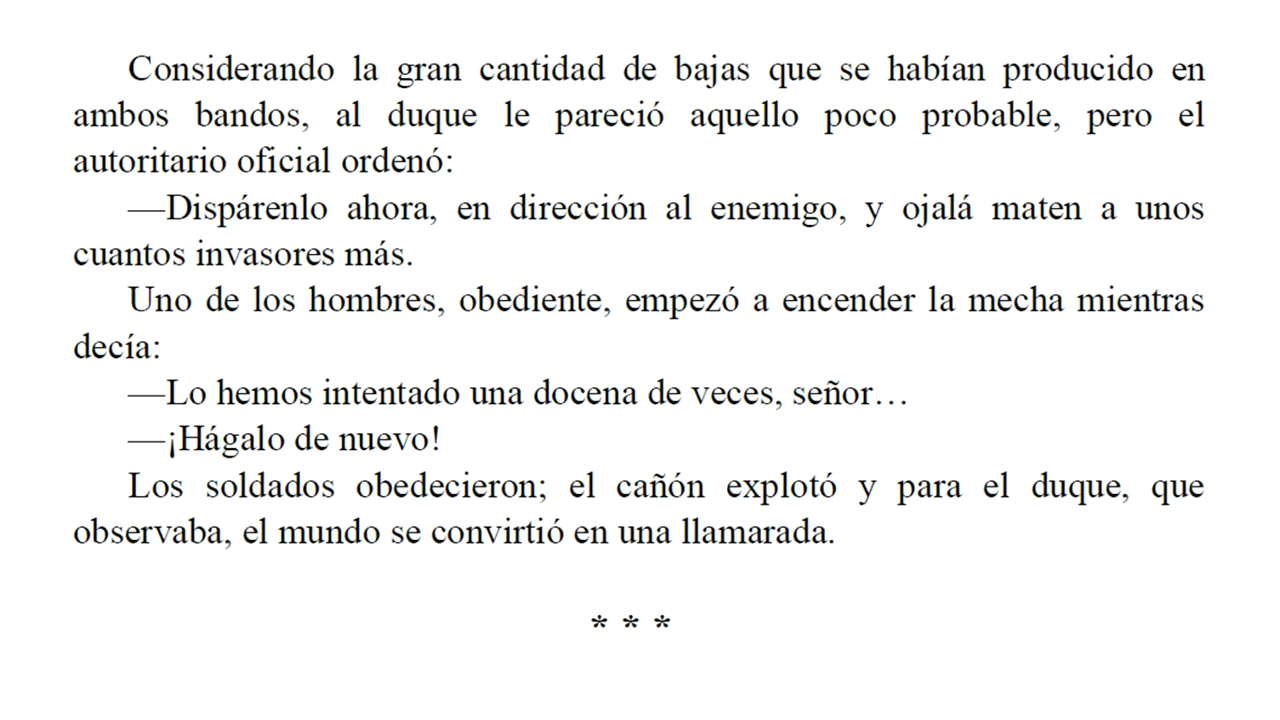 Considerando la gran cantidad de bajas que se habían producido en
ambos bandos, al duque le pareció aquello poco probable, pero el
autoritario oficial ordenó:
—Dispárenlo ahora, en dirección al enemigo, y ojalá maten a unos
cuantos invasores más.
Uno de los hombres, obediente, empezó a encender la mecha mientras
decía:
—Lo hemos intentado una docena de veces, señor…
—¡Hágalo de nuevo!
Los soldados obedecieron; el cañón explotó y para el duque, que
observaba, el mundo se convirtió en una llamarada.
* * *